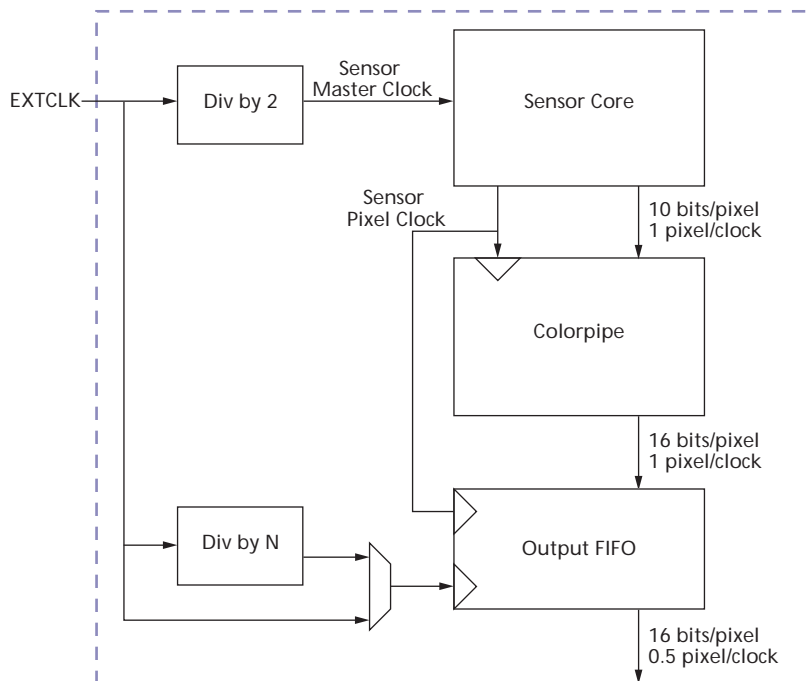 EXTCLK
Div by 2
Sensor
Master Clock
Sensor Core
Sensor
Pixel Clock
10 bits/pixel
1 pixel/clock
Colorpipe
16 bits/pixel
1 pixel/clock
Div by N
Output FIFO
16 bits/pixel
0.5 pixel/clock